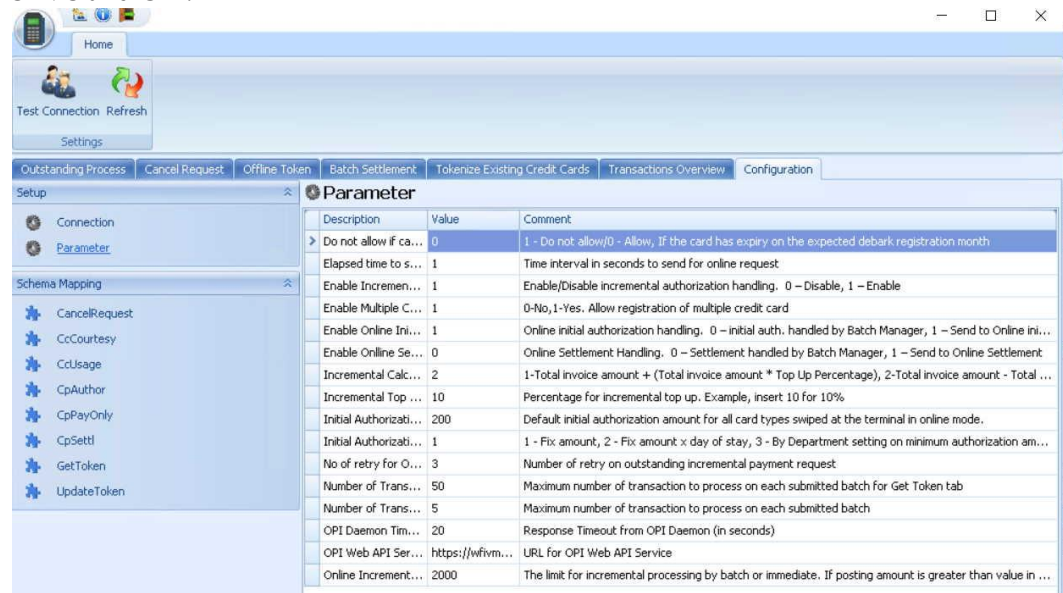 Home
Test Connection Refresh
Settings
Outstanding Process Cancel Request Offline Token Batch Settlement Tokenize Existing Credit Cards Transactions Overview Configuration
Setup
Connection
Parameter
Schema Mapping
CancelRequest
CcCourtesy
CcUsage
CpAuthor
CpPayOnly
CpSettl
GetToken
UpdateToken
Parameter
Description Value Comment
Do not allow if ca... 0 1 - Do not allow/0 - Allow, If the card has expiry on the expected debark registration month
Elapsed time to s... 1 Time interval in seconds to send for online request
Enable Incremen... 1 Enable/Disable incremental authorization handling. 0 – Disable, 1 – Enable
Enable Multiple C... 1 0-No,1-Yes. Allow registration of multiple credit card
Enable Online Ini... 1 Online initial authorization handling. 0 – initial auth. handled by Batch Manager, 1 – Send to Online ini...
Enable Onlline Se... 0 Online Settlement Handling. 0 – Settlement handled by Batch Manager, 1 – Send to Online Settlement
Incremental Calc... 2 1-Total invoice amount + (Total invoice amount * Top Up Percentage), 2-Total invoice amount - Total ...
Incremental Top ... 10 Percentage for incremental top up. Example, insert 10 for 10%
Initial Authorizati... 200 Default initial authorization amount for all card types swiped at the terminal in online mode.
Initial Authorizati... 1 1 - Fix amount, 2 - Fix amount x day of stay, 3 - By Department setting on minimum authorization am...
No of retry for O... 3 Number of retry on outstanding incremental payment request
Number of Trans... 50 Maximum number of transaction to process on each submitted batch for Get Token tab
Number of Trans... 5 Maximum number of transaction to process on each submitted batch
OPI Daemon Tim... 20 Response Timeout from OPI Daemon (in seconds)
OPI Web API Ser... https://wfivm... URL for OPI Web API Service
Online Increment... 2000 The limit for incremental processing by batch or immediate. If posting amount is greater than value in ...